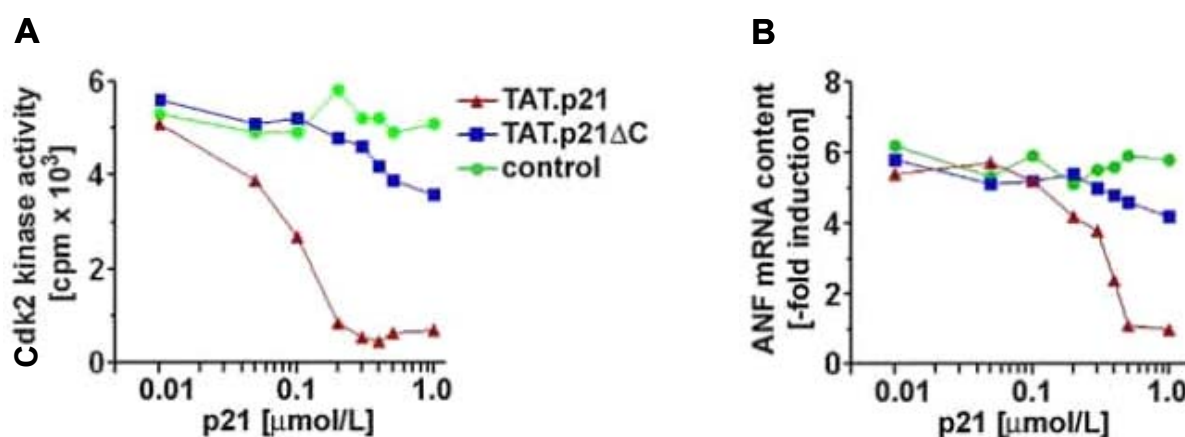 A
Cdk2 kinase activity
[cpm x 10³]
6
4
2
0
0.01
0.1
1.0
p21 [μmol/L]
TAT.p21
TAT.p21ΔC
control
B
ANF mRNA content
[-fold induction]
8
6
4
2
0
0.01
0.1
1.0
p21 [μmol/L]